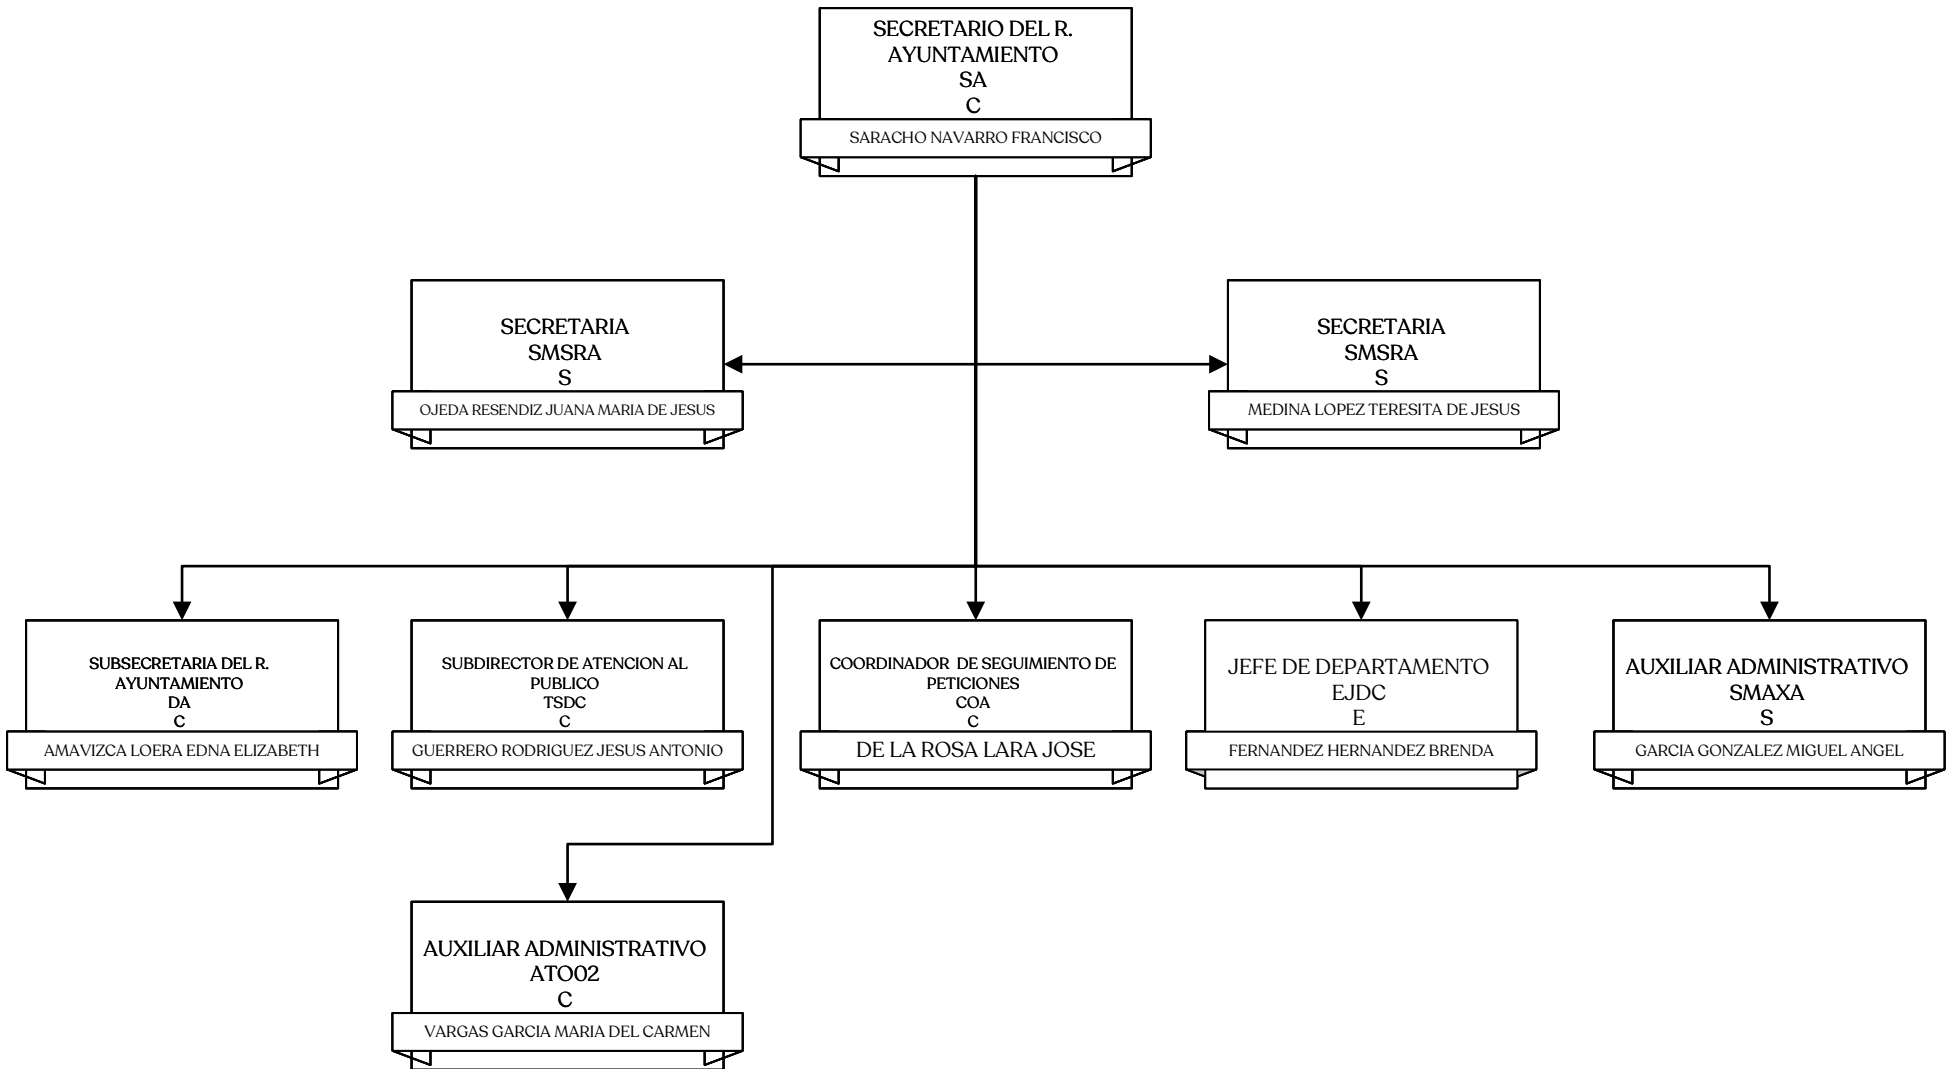 SECRETARIO DEL R.
AYUNTAMIENTO
SA
C
SARACHO NAVARRO FRANCISCO
SECRETARIA
SMSRA
S
OJEDA RESENDIZ JUANA MARIA DE JESUS
SECRETARIA
SMSRA
S
MEDINA LOPEZ TERESITA DE JESUS
SUBSECRETARIA DEL R.
AYUNTAMIENTO
DA
C
AMAVIZCA LOERA EDNA ELIZABETH
SUBDIRECTOR DE ATENCION AL
PUBLICO
TSDC
C
GUERRERO RODRIGUEZ JESUS ANTONIO
COORDINADOR DE SEGUIMIENTO DE
PETICIONES
COA
C
DE LA ROSA LARA JOSE
JEFE DE DEPARTAMENTO
EJDC
E
FERNANDEZ HERNANDEZ BRENDA
AUXILIAR ADMINISTRATIVO
SMAXA
S
GARCIA GONZALEZ MIGUEL ANGEL
AUXILIAR ADMINISTRATIVO
ATO02
C
VARGAS GARCIA MARIA DEL CARMEN